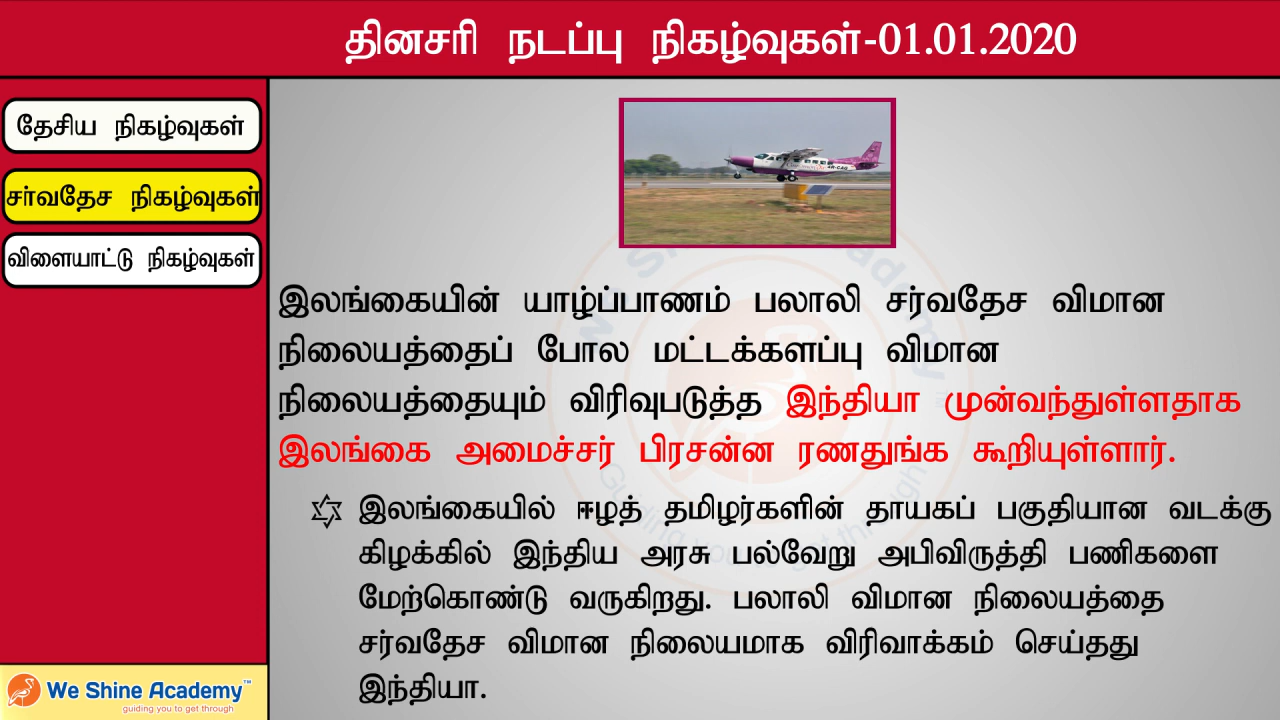 தினசரி நடப்பு நிகழ்வுகள்-01.01.2020
தேசிய நிகழ்வுகள்
சர்வதேச நிகழ்வுகள்
விளையாட்டு நிகழ்வுகள்
இலங்கையின் யாழ்ப்பாணம் பலாலி சர்வதேச விமான
நிலையத்தைப் போல மட்டக்களப்பு விமான
நிலையத்தையும் விரிவுபடுத்த இந்தியா முன்வந்துள்ளதாக
இலங்கை அமைச்சர் பிரசன்ன ரணதுங்க கூறியுள்ளார்.
இலங்கையில் ஈழத் தமிழர்களின் தாயகப் பகுதியான வடக்கு
கிழக்கில் இந்திய அரசு பல்வேறு அபிவிருத்தி பணிகளை
மேற்கொண்டு வருகிறது. பலாலி விமான நிலையத்தை
சர்வதேச விமான நிலையமாக விரிவாக்கம் செய்தது
இந்தியா.
We Shine Academy™
guiding you to get through